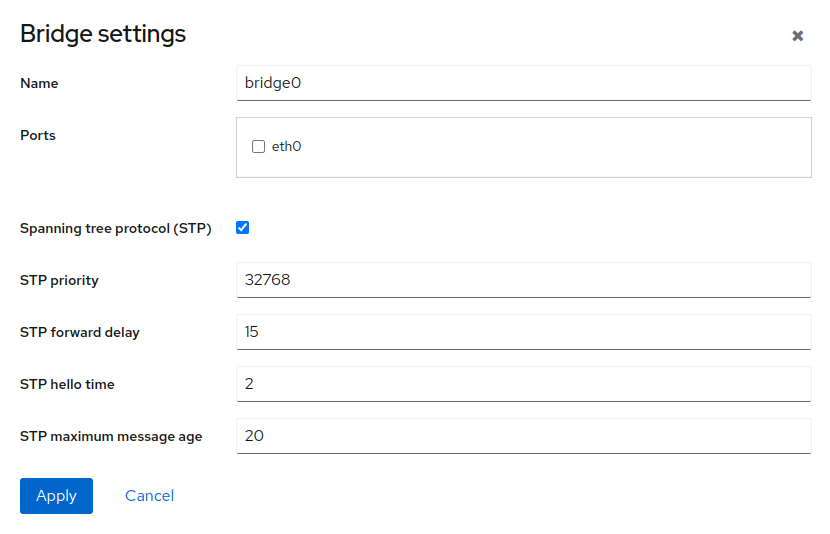 Bridge settings
Name bridge0
Ports eth0
Spanning tree protocol (STP)
STP priority 32768
STP forward delay 15
STP hello time 2
STP maximum message age 20
Apply Cancel